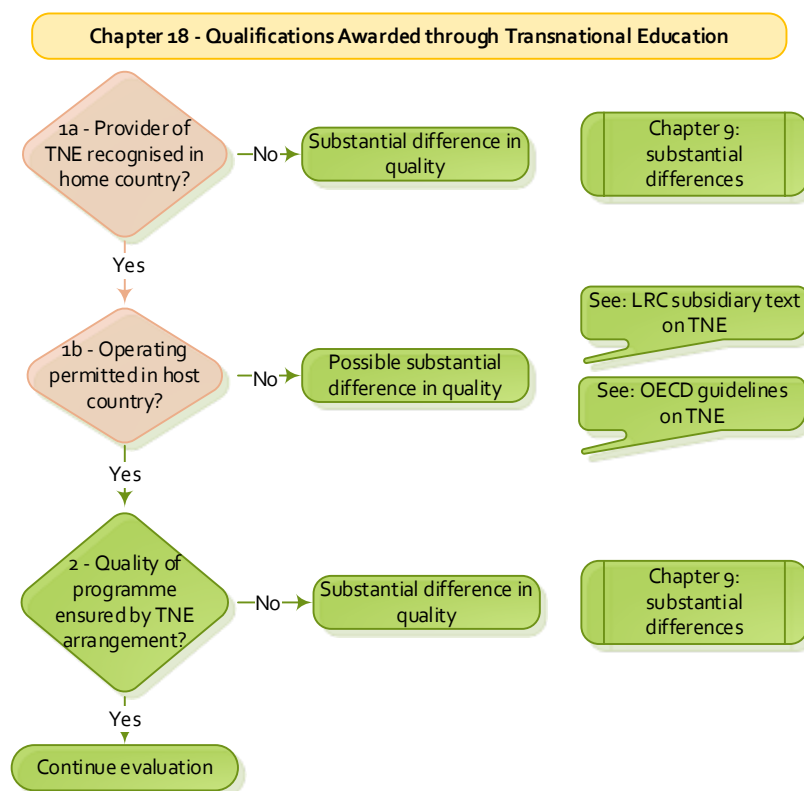 Chapter 18 - Qualifications Awarded through Transnational Education
1a - Provider of
TNE recognised in
home country?
No
Substantial difference in
quality
Chapter 9:
substantial
differences
Yes
1b - Operating
permitted in host
country?
No
Possible substantial
difference in quality
See: LRC subsidiary text
on TNE
See: OECD guidelines
on TNE
Yes
2 - Quality of
programme
ensured by TNE
arrangement?
No
Substantial difference in
quality
Chapter 9:
substantial
differences
Yes
Continue evaluation